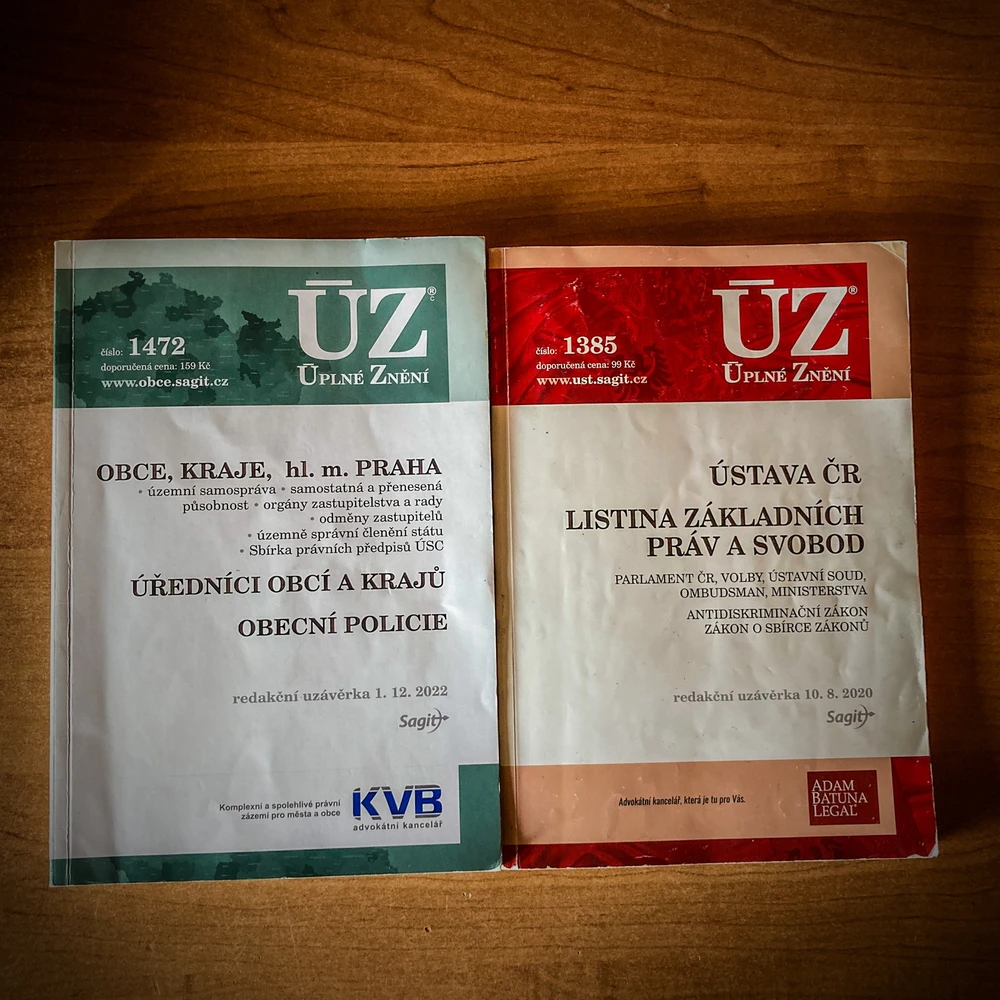 ÚZ®
číslo: 1472
doporučená cena: 159 Kč
www.obce.sagit.cz
ÚPLNÉ ZNĚNÍ
OBCE, KRAJE, hl. m. PRAHA
• územní samospráva • samostatná a přenesená
působnost • orgány zastupitelstva a rady
• odměny zastupitelů
• územně správní členění státu
• Sbírka právních předpisů ÚSC
ÚŘEDNÍCI OBCÍ A KRAJŮ
OBECNÍ POLICIE
redakční uzávěrka 1. 12. 2022
Sagit
Komplexní a spolehlivé právní
zázemí pro města a obce
KVB
advokátní kancelář
ÚZ®
číslo: 1385
doporučená cena: 99 Kč
www.ust.sagit.cz
ÚPLNÉ ZNĚNÍ
ÚSTAVA ČR
LISTINA ZÁKLADNÍCH
PRÁV A SVOBOD
PARLAMENT ČR, VOLBY, ÚSTAVNÍ SOUD,
OMBUDSMAN, MINISTERSTVA
ANTIDISKRIMINAČNÍ ZÁKON
ZÁKON O SBÍRCE ZÁKONŮ
redakční uzávěrka 10. 8. 2020
Sagit
Advokátní kancelář, která je tu pro Vás.
ADAM
BATUNA
LEGAL